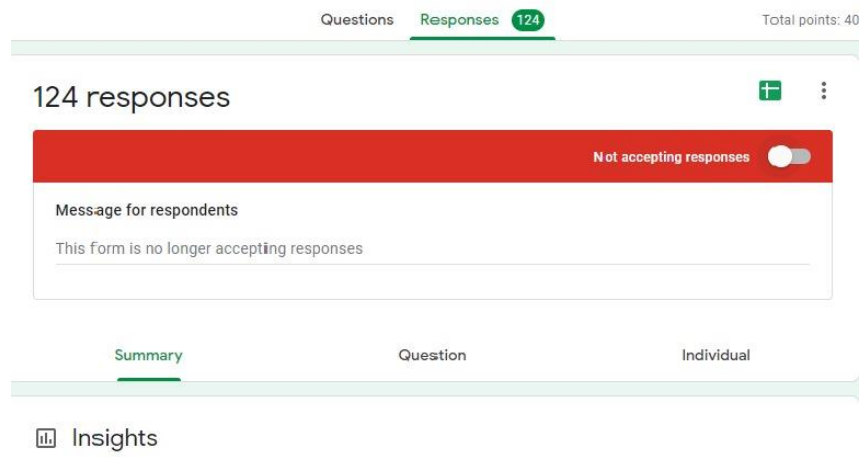 Questions Responses 124 Total points: 40
124 responses
Not accepting responses
Message for respondents
This form is no longer accepting responses
Summary Question Individual
Insights